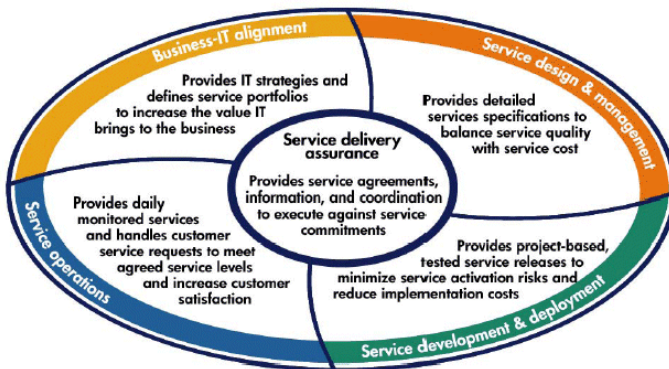 Business-IT alignment
Provides IT strategies and
defines service portfolios
to increase the value IT
brings to the business
Service design & management
Provides detailed
services specifications to
balance service quality
with service cost
Service delivery
assurance
Provides service agreements,
information, and coordination
to execute against service
commitments
Service operations
Provides daily
monitored services
and handles customer
service requests to meet
agreed service levels
and increase customer
satisfaction
Provides project-based,
tested service releases to
minimize service activation risks and
reduce implementation costs
Service development & deployment